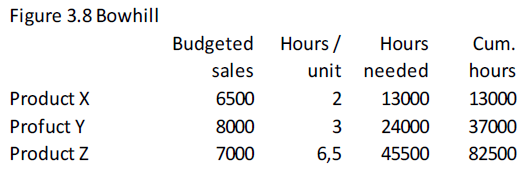 Figure 3.8 Bowhill
Budgeted Hours / Hours Cum.
sales unit needed hours
Product X 6500 2 13000 13000
Profuct Y 8000 3 24000 37000
Product Z 7000 6,5 45500 82500